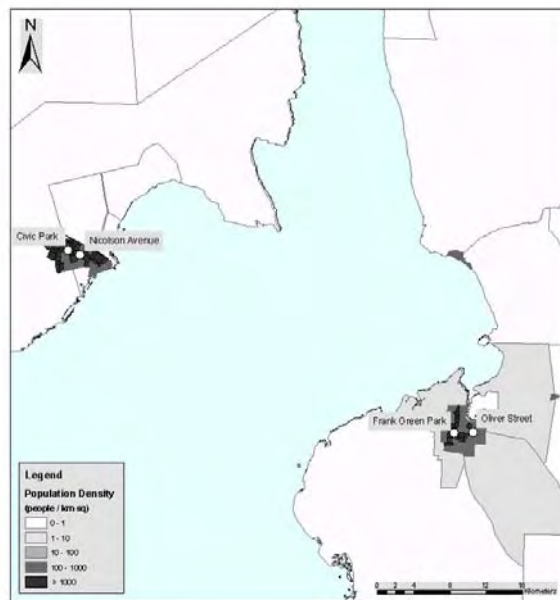 N
Civic Park
Nicolson Avenue
Frank Green Park
Oliver Street
Legend
Population Density
(people / km sq)
0 - 1
1 - 10
10 - 100
100 - 1000
> 1000
0 2 4 8 12 16
Kilometers